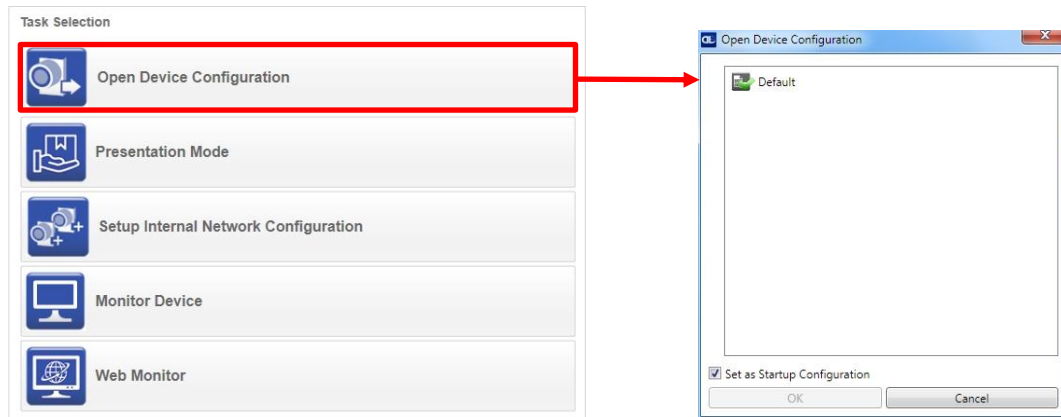 Task Selection
Open Device Configuration
Presentation Mode
Setup Internal Network Configuration
Monitor Device
Web Monitor
DL Open Device Configuration
Default
Set as Startup Configuration
OK
Cancel